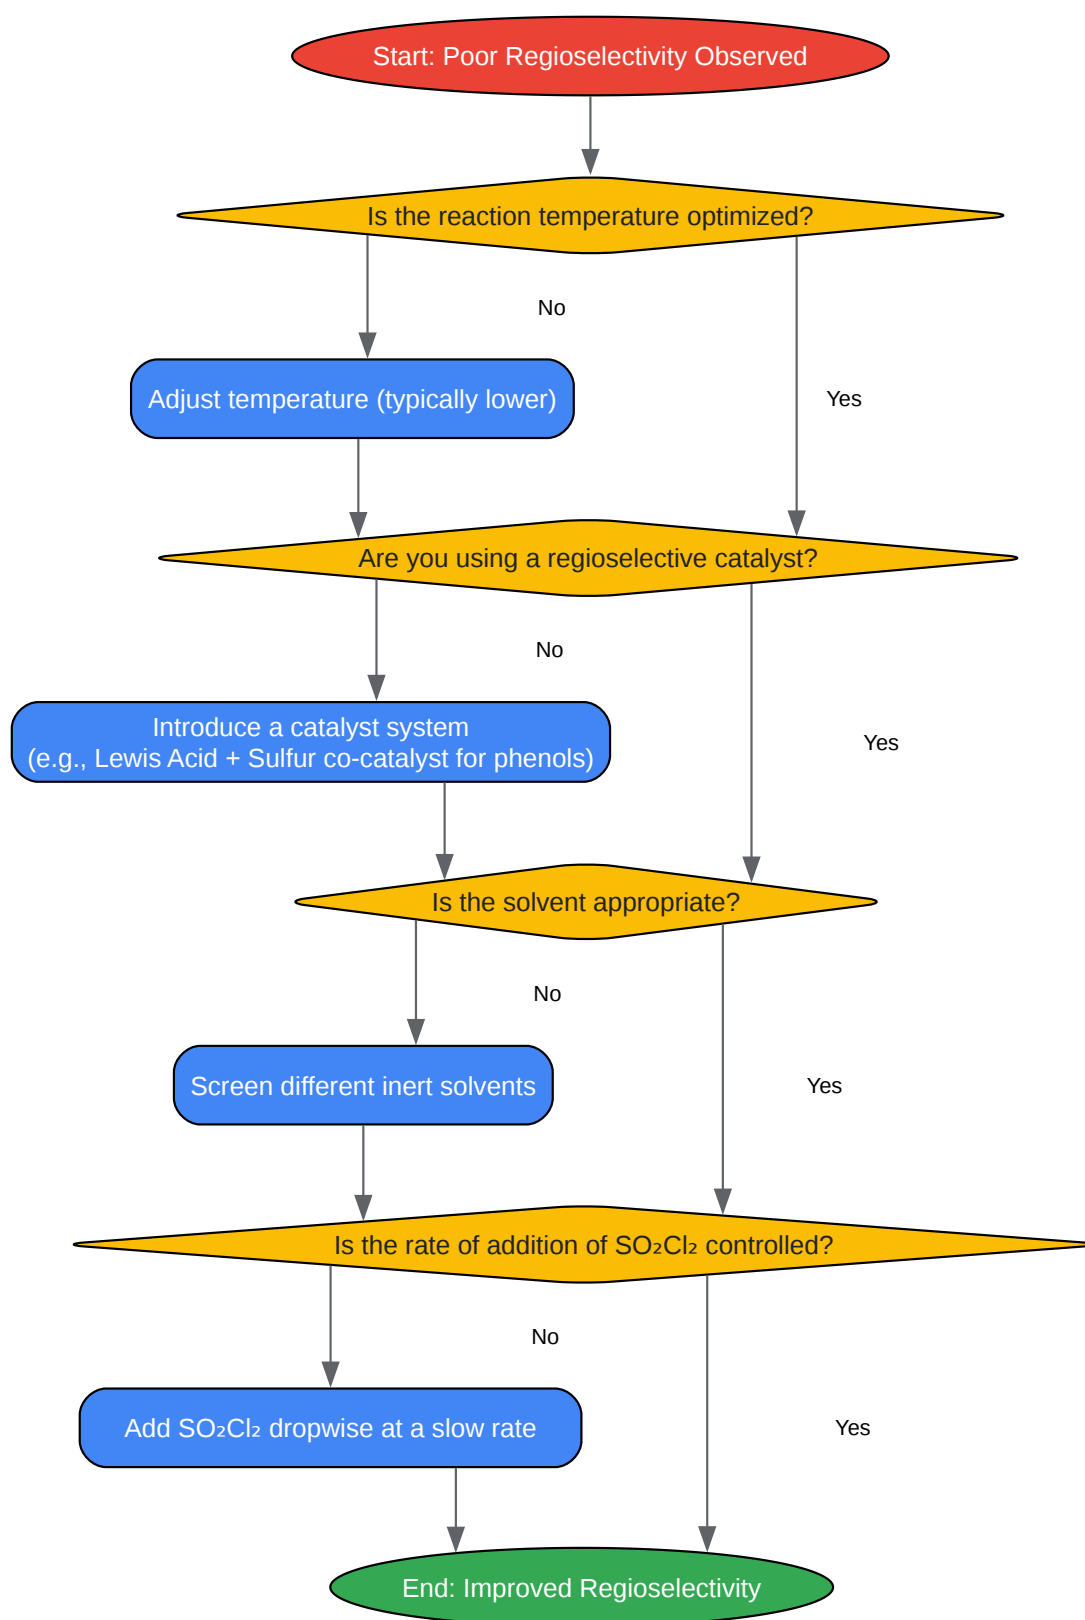 Start: Poor Regioselectivity Observed
Is the reaction temperature optimized?
No
Adjust temperature (typically lower)
Yes
Are you using a regioselective catalyst?
No
Introduce a catalyst system
(e.g., Lewis Acid + Sulfur co-catalyst for phenols)
Yes
Is the solvent appropriate?
No
Screen different inert solvents
Yes
Is the rate of addition of SO₂Cl₂ controlled?
No
Add SO₂Cl₂ dropwise at a slow rate
Yes
End: Improved Regioselectivity